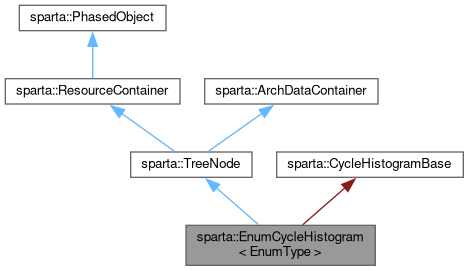 sparta::PhasedObject
sparta::ResourceContainer
sparta::ArchDataContainer
sparta::TreeNode
sparta::CycleHistogramBase
sparta::EnumCycleHistogram
< EnumType >